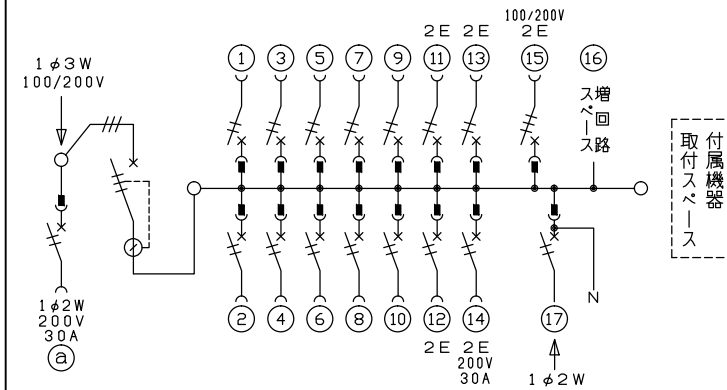 100/200V
2E 2E 2E
1 3 5 7 9 11 13 15 16
1φ3W
100/200V
増回路
スペース
付属機器
取付スペース
1φ2W
200V
30A
a
2 4 6 8 10 12 14 17
N
2E 2E
200V
30A
1φ2W